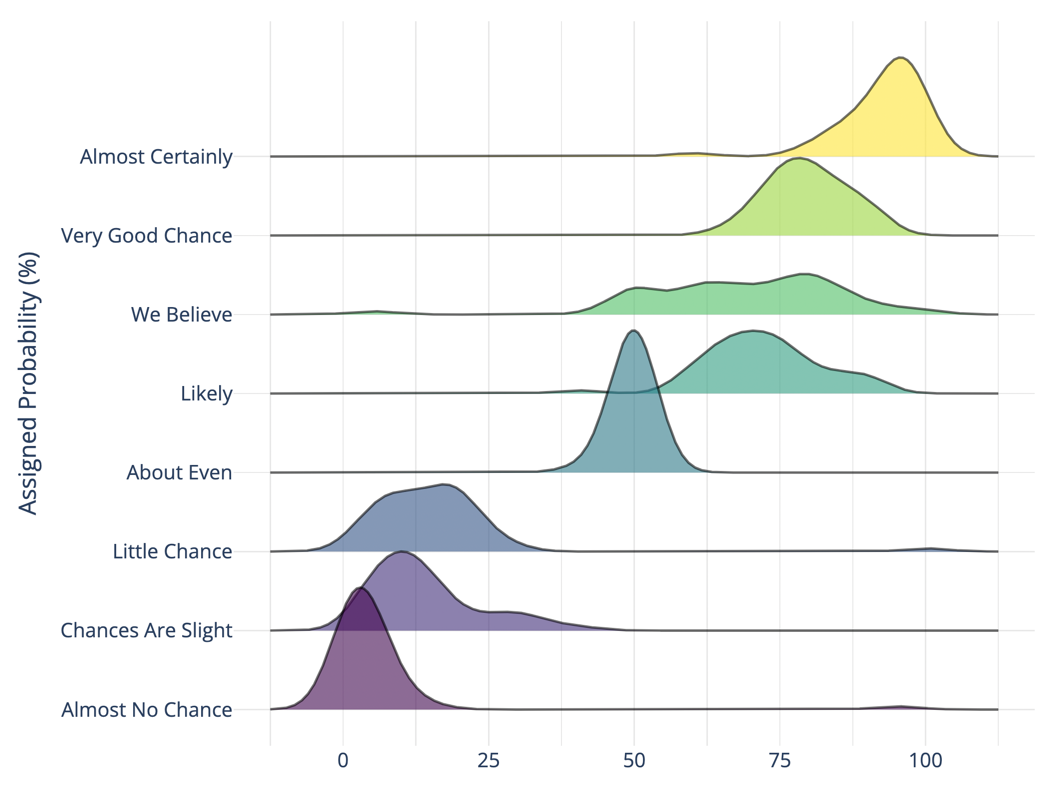 Assigned Probability (%)
Almost Certainly
Very Good Chance
We Believe
Likely
About Even
Little Chance
Chances Are Slight
Almost No Chance
0 25 50 75 100